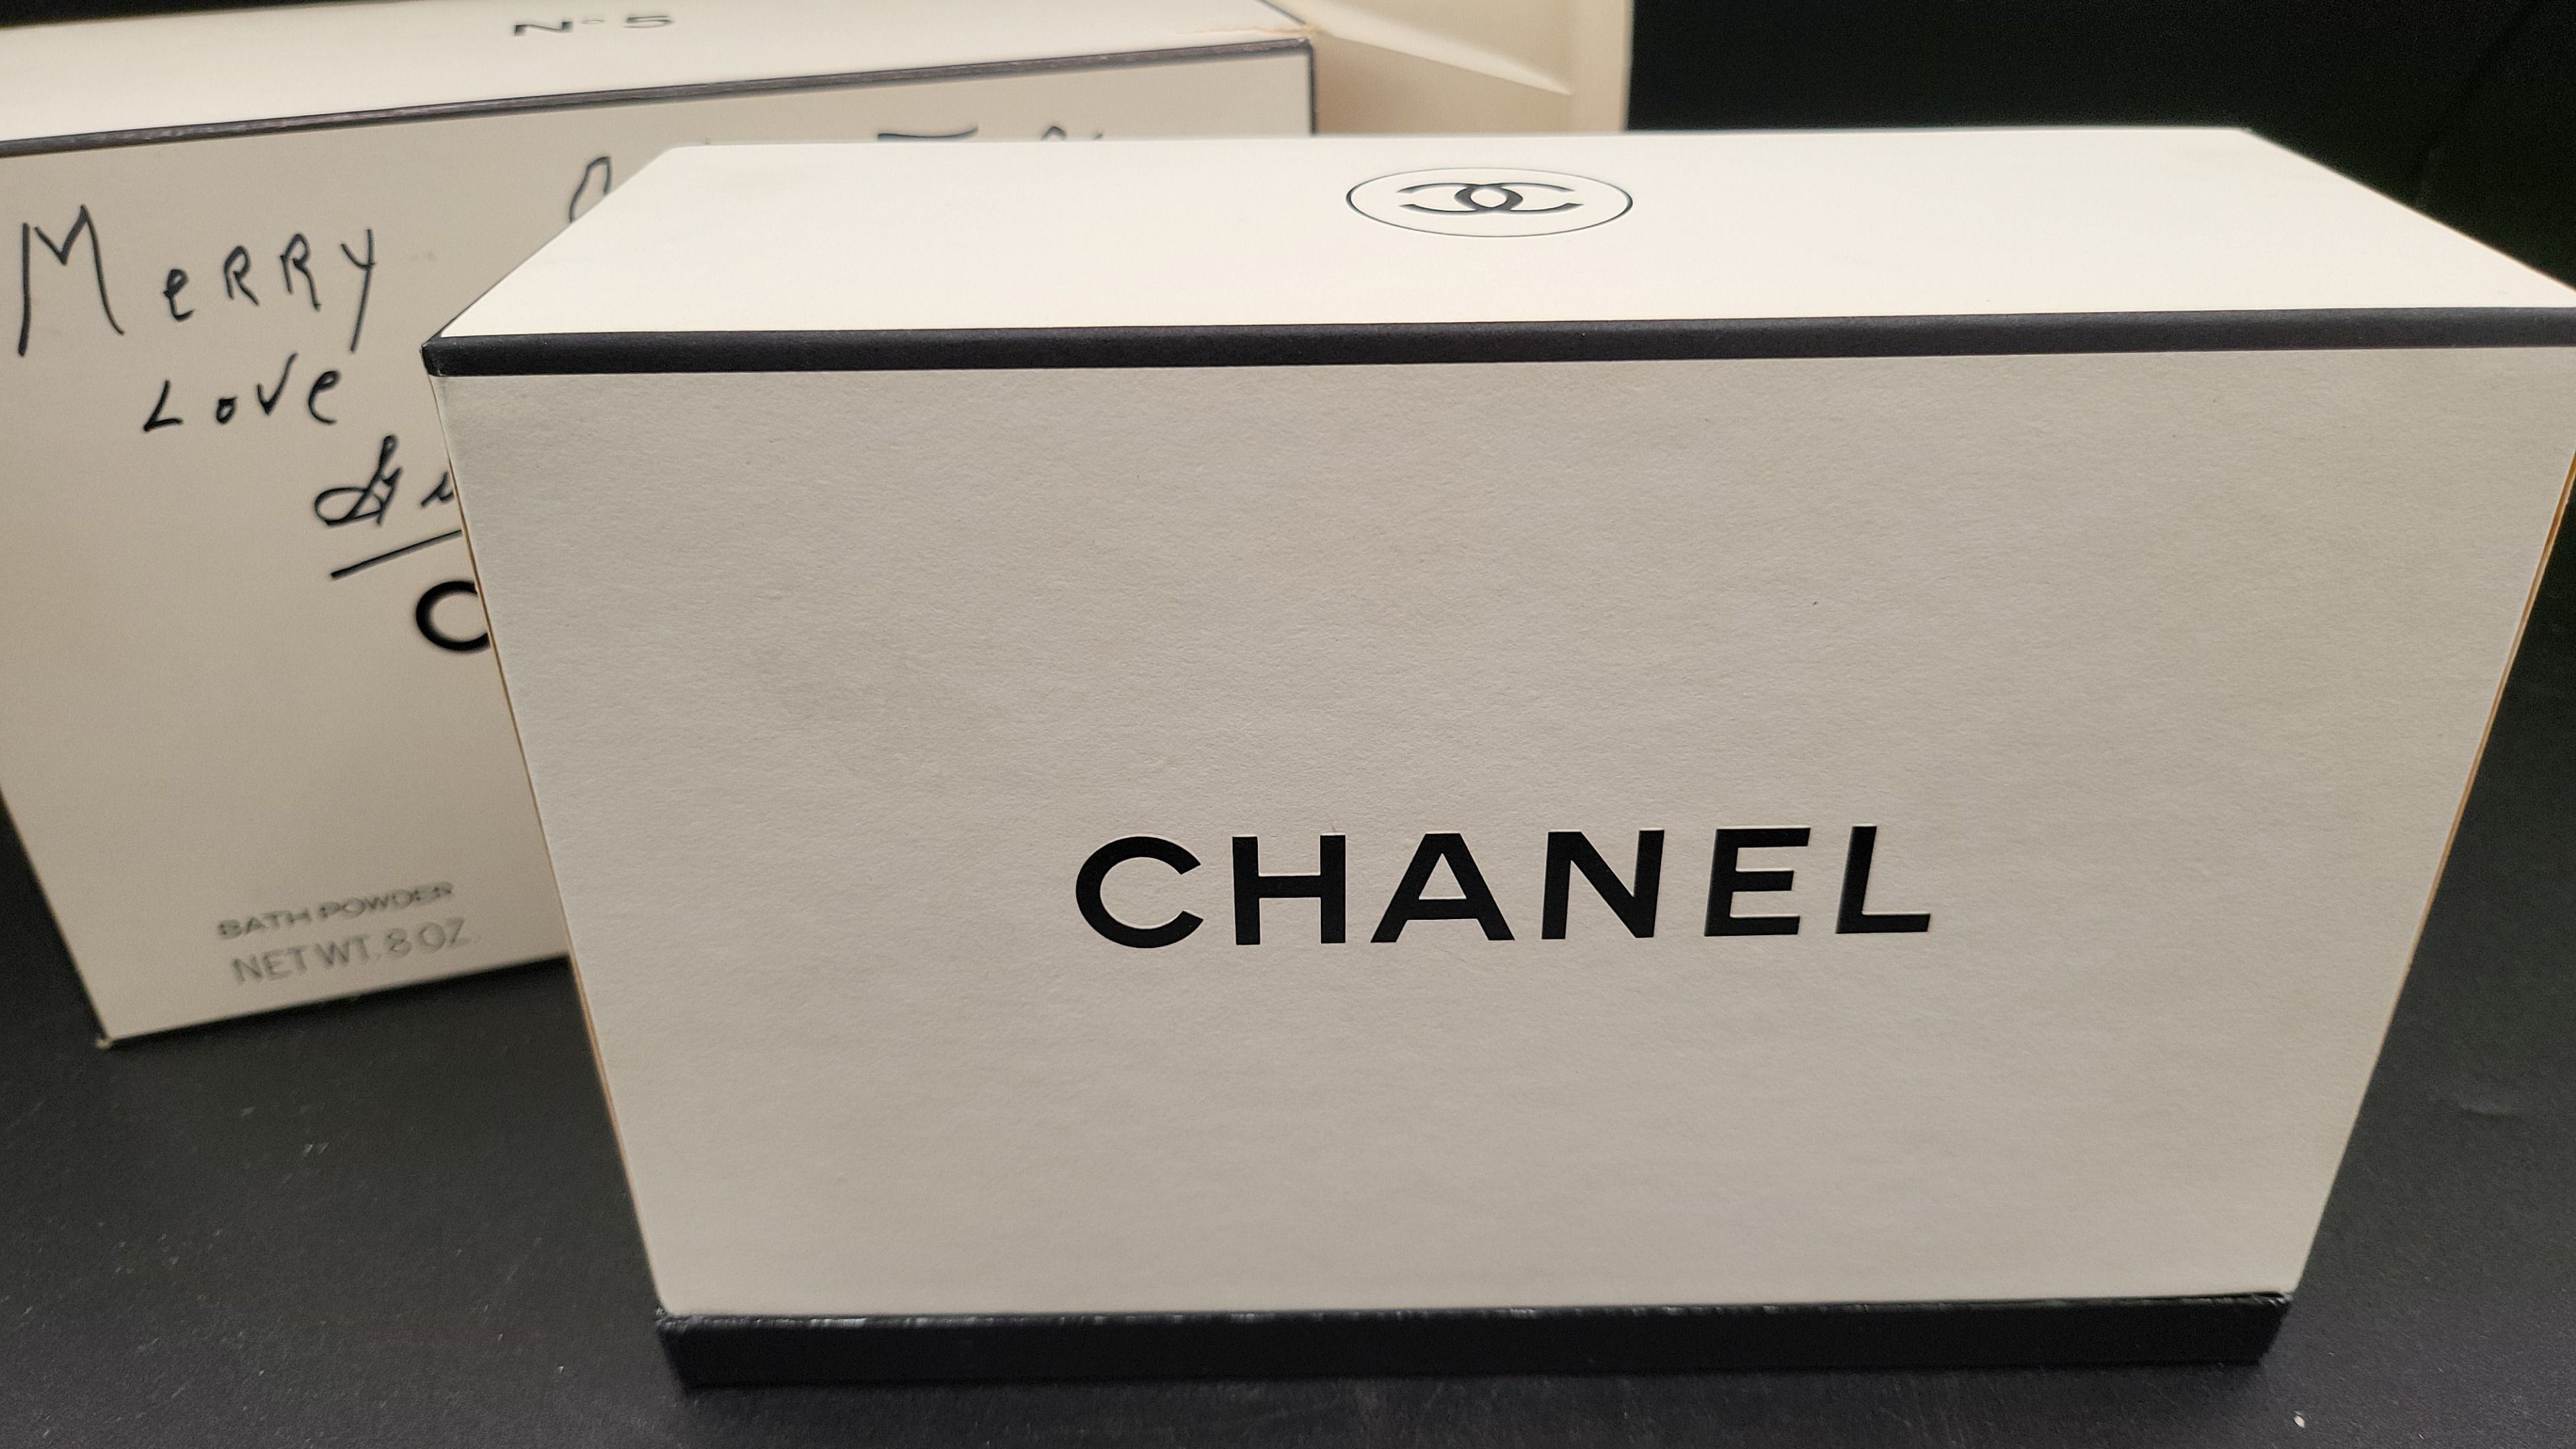 N°5
Merry
Love
BATH POWDER
NET WT. 8 OZ.
CHANEL